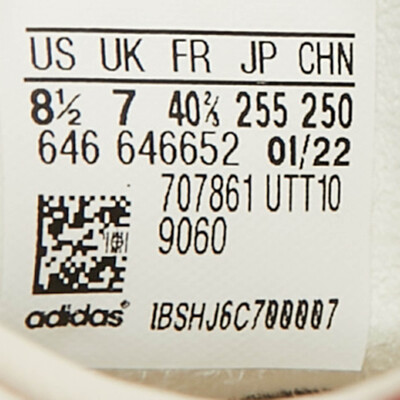 US UK FR JP CHN
8½ 7 40⅔ 255 250
646 646652 01/22
707861 UTT10
9060
adidas® IBSHJ6C700007